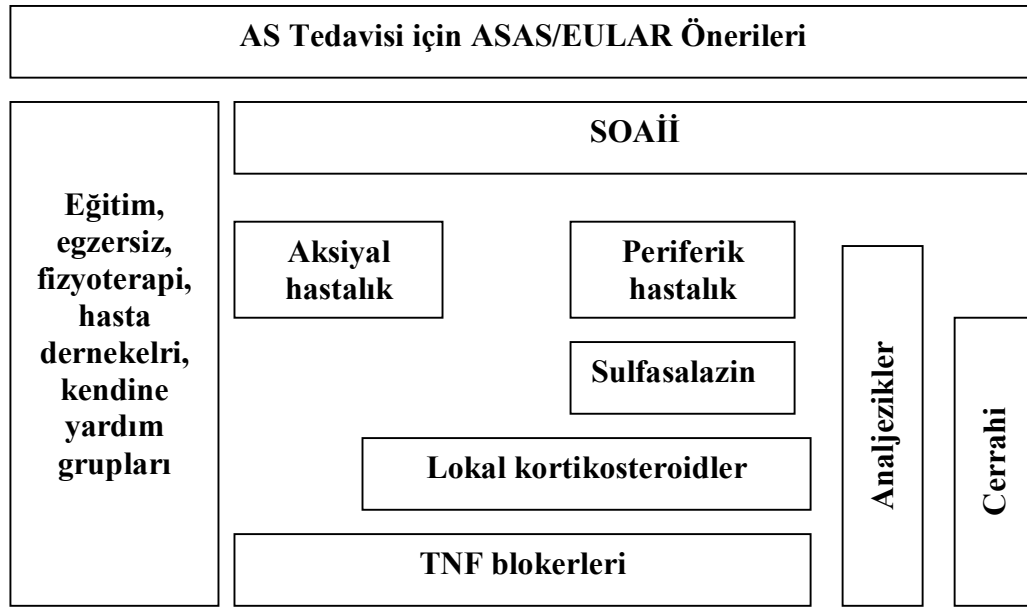 AS Tedavisi için ASAS/EULAR Önerileri
Eğitim,
egzersiz,
fizyoterapi,
hasta
dernekelri,
kendine
yardım
grupları
SOAİİ
Aksiyal
hastalık
Periferik
hastalık
Sulfasalazin
Lokal kortikosteroidler
TNF blokerleri
Analjezikler
Cerrahi